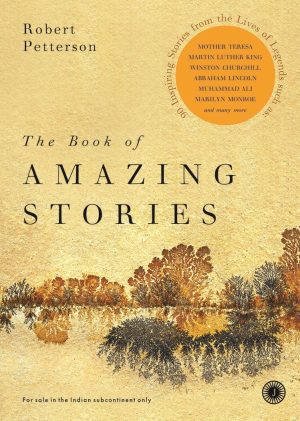 Robert
Petterson
90 Inspiring Stories from the Lives of Legends such as:
MOTHER TERESA
MARTIN LUTHER KING
WINSTON CHURCHILL
ABRAHAM LINCOLN
MUHAMMAD ALI
MARILYN MONROE
and many more
The Book of
AMAZING
STORIES
For sale in the Indian subcontinent only
J